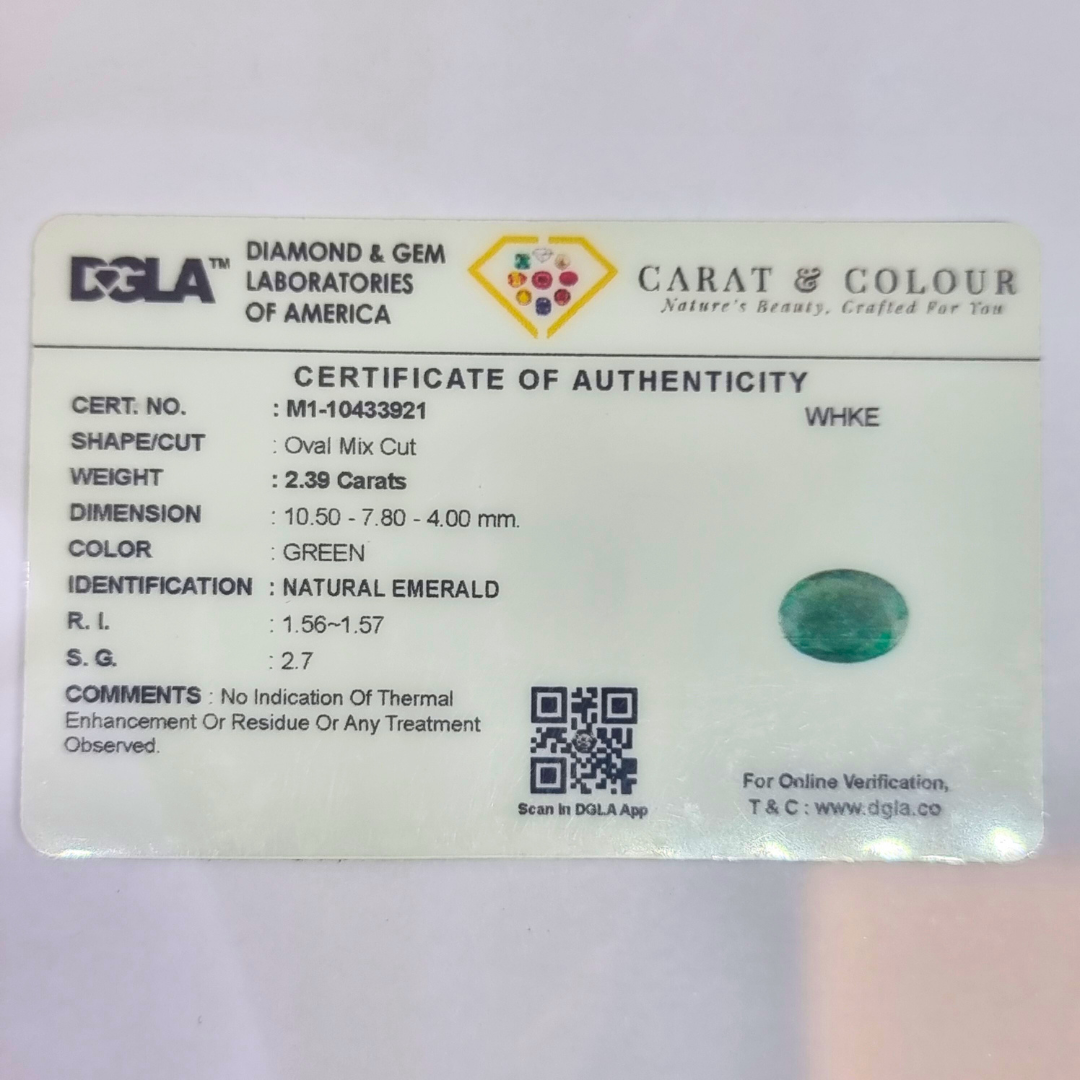 DGLA™
DIAMOND & GEM
LABORATORIES
OF AMERICA
CARAT & COLOUR
Nature's Beauty, Crafted For You
CERTIFICATE OF AUTHENTICITY
CERT. NO. : M1-10433921
WHKE
SHAPE/CUT : Oval Mix Cut
WEIGHT : 2.39 Carats
DIMENSION : 10.50 - 7.80 - 4.00 mm.
COLOR : GREEN
IDENTIFICATION : NATURAL EMERALD
R. I. : 1.56~1.57
S. G. : 2.7
COMMENTS : No Indication Of Thermal
Enhancement Or Residue Or Any Treatment
Observed.
Scan In DGLA App
For Online Verification,
T & C : www.dgla.co